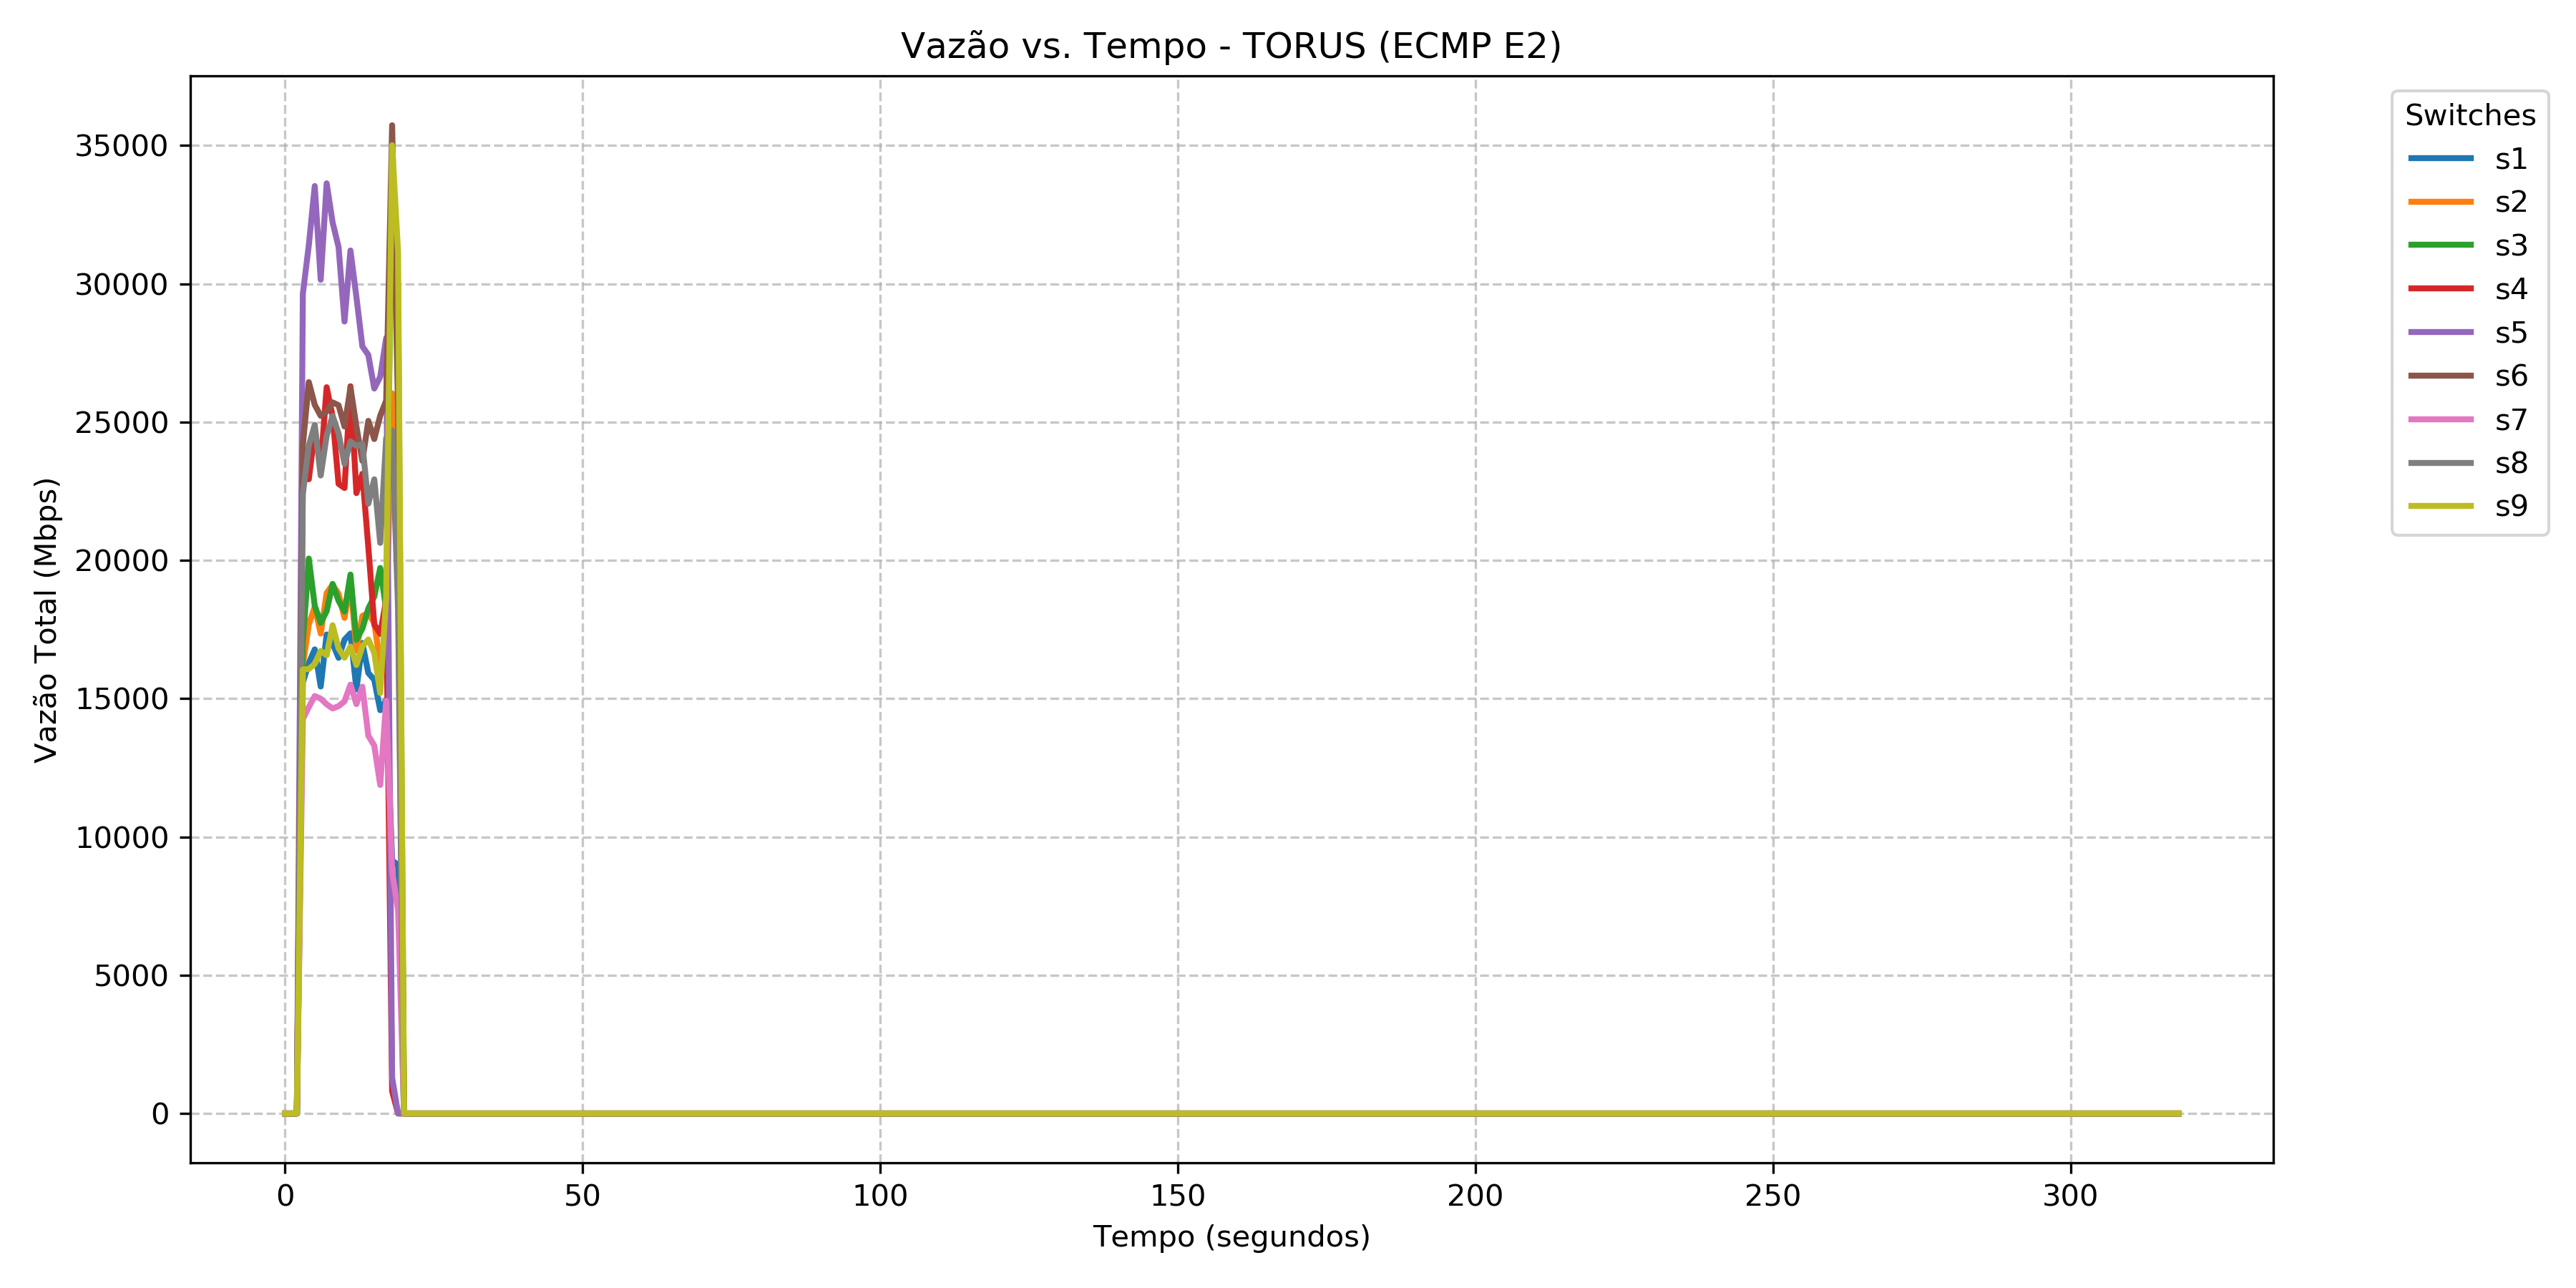 Vazão vs. Tempo - TORUS (ECMP E2)
Switches
s1
s2
s3
s4
s5
s6
s7
s8
s9
Vazão Total (Mbps)
35000
30000
25000
20000
15000
10000
5000
0
0 50 100 150 200 250 300
Tempo (segundos)